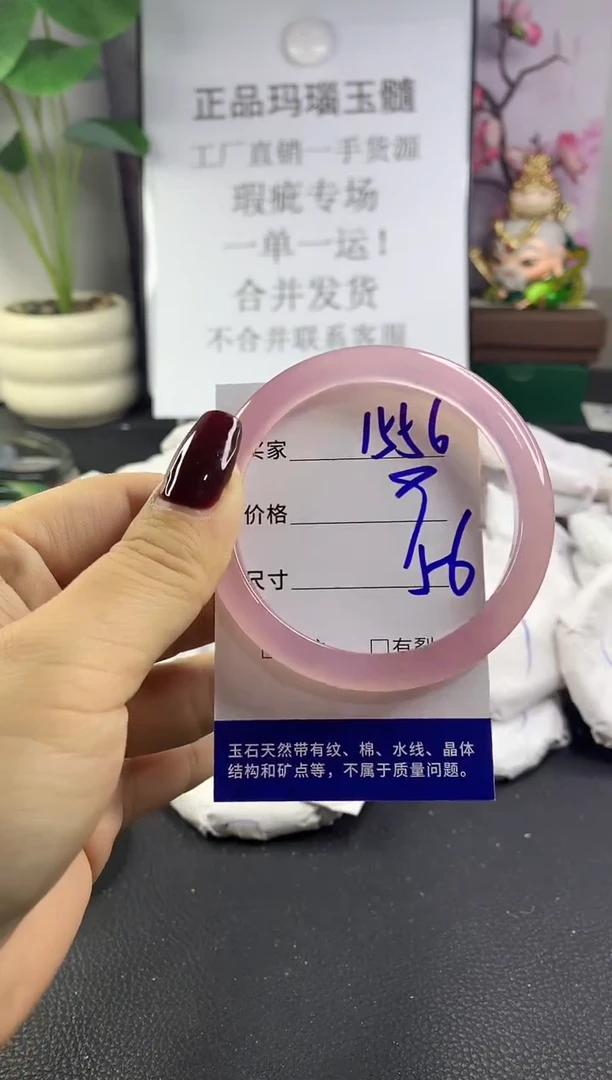 正品玛瑙玉髓
工厂直销一手货源
瑕疵专场
一单一运！
合并发货
不合并联系客服
买家 1556
价格
尺寸 56
□有裂
玉石天然带有纹、棉、水线、晶体
结构和矿点等，不属于质量问题。